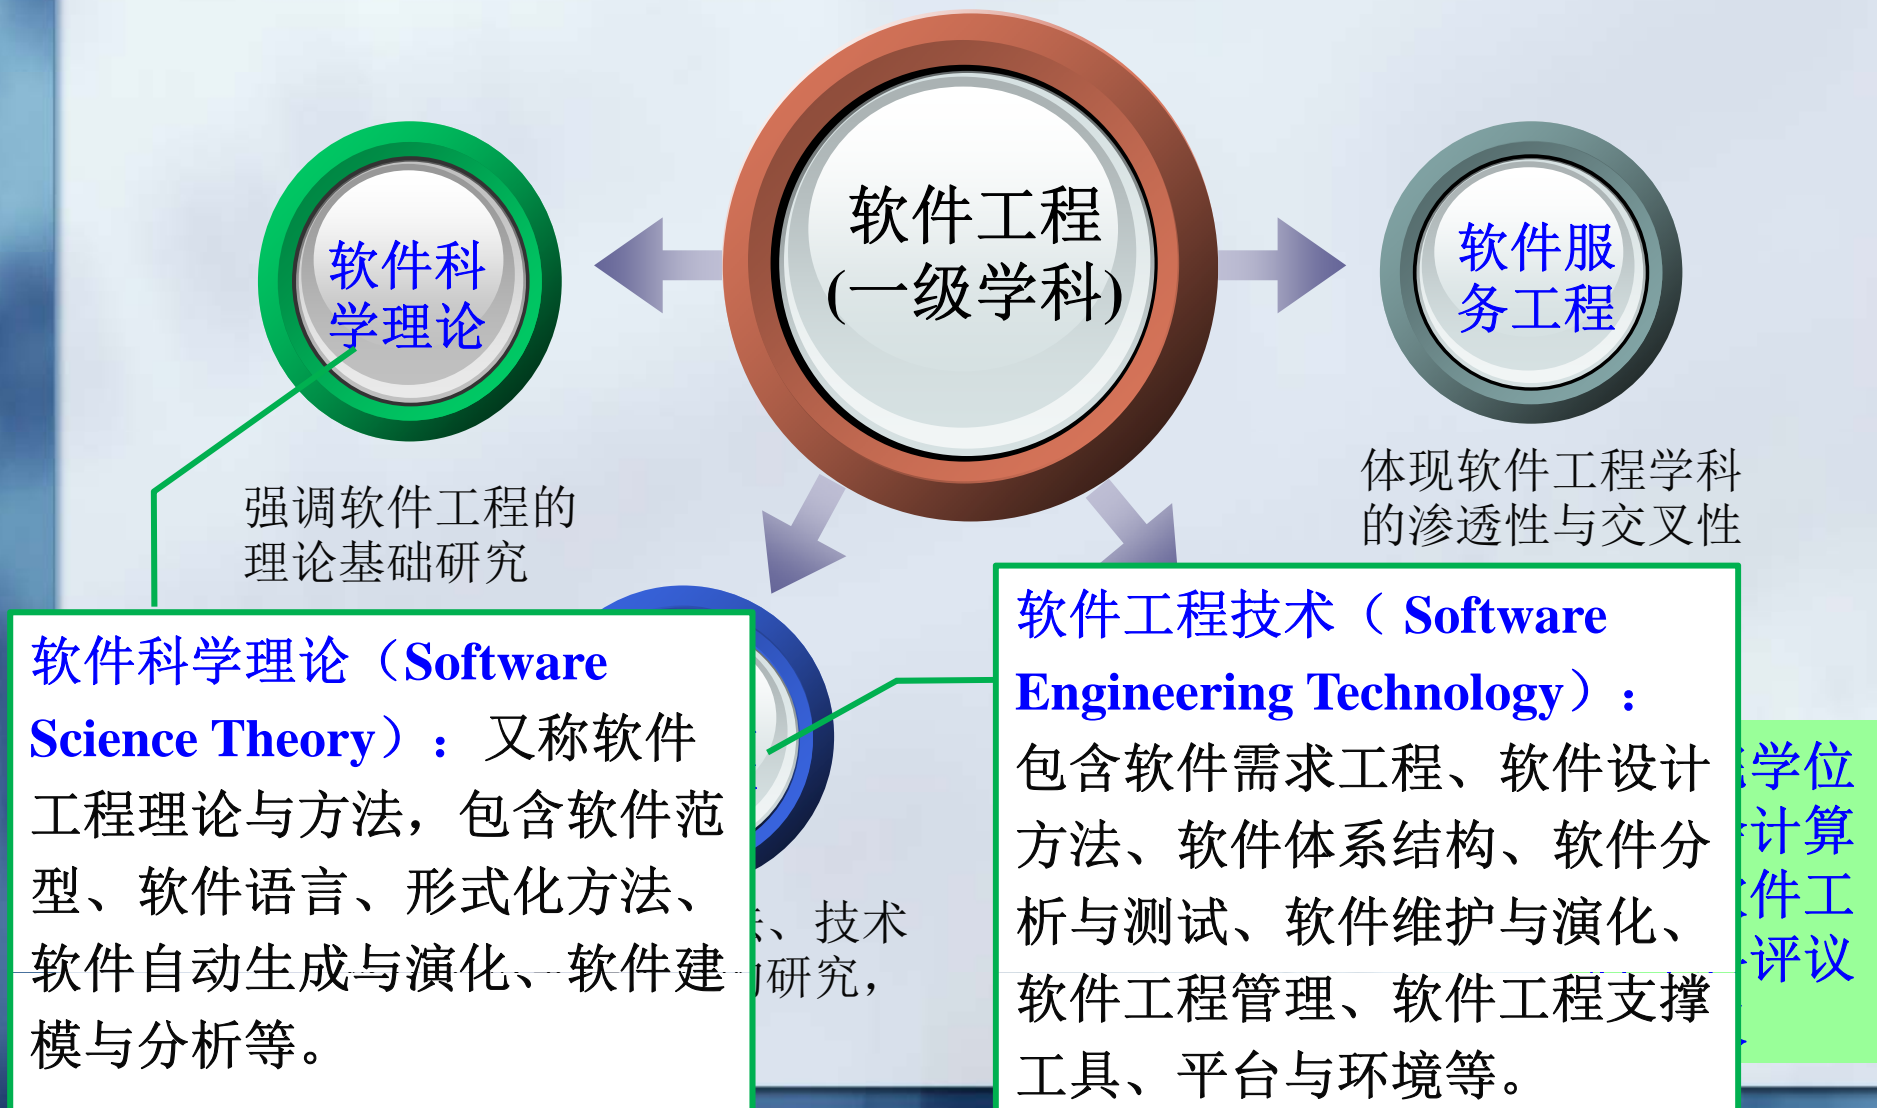 软件工程
(一级学科)
软件科
学理论
软件服
务工程
强调软件工程的
理论基础研究
体现软件工程学科
的渗透性与交叉性
软件科学理论（Software
Science Theory）：又称软件
工程理论与方法，包含软件范
型、软件语言、形式化方法、
软件自动生成与演化、软件建
模与分析等。
、技术
研究，
软件工程技术（ Software
Engineering Technology）：
包含软件需求工程、软件设计
方法、软件体系结构、软件分
析与测试、软件维护与演化、
软件工程管理、软件工程支撑
工具、平台与环境等。
学位
计算
件工
评议